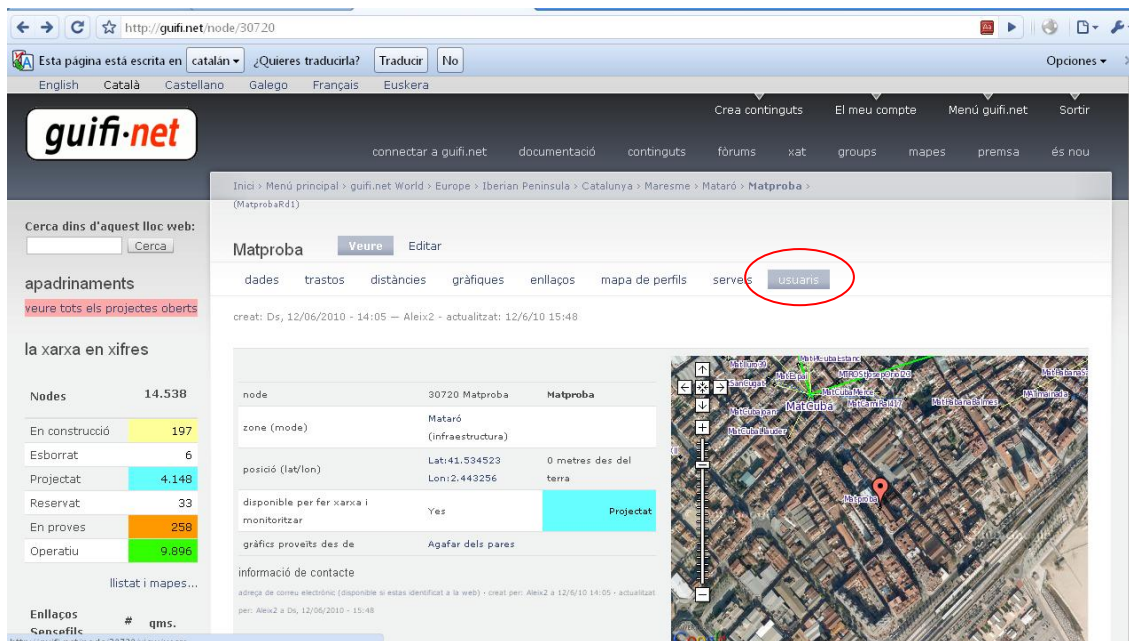 http://guifi.net/node/30720
Esta página está escrita en catalán ¿Quieres traducirla? Traducir No Opciones
English Català Castellano Galego Français Euskera
Crea continguts El meu compte Menú guifi.net Sortir
guifi·net
connectar a guifi.net documentació continguts fòrums xat groups mapes premsa és nou
Inici › Menú principal › guifi.net World › Europe › Iberian Peninsula › Catalunya › Maresme › Mataró › Matproba ›
(MatprobaRd1)
Cerca dins d'aquest lloc web:
Cerca
Matproba Veure Editar
apadrinaments
dades trastos distàncies gràfiques enllaços mapa de perfils serveis usuaris
veure tots els projectes oberts
creat: Ds, 12/06/2010 - 14:05 — Aleix2 - actualitzat: 12/6/10 15:48
la xarxa en xifres
Nodes 14.538
En construcció 197
Esborrat 6
Projectat 4.148
Reservat 33
En proves 258
Operatiu 9.896
llistat i mapes...
Enllaços # qms.
Sensefils
node 30720 Matproba Matproba
zone (mode) Mataró
(infraestructura)
posició (lat/lon) Lat:41.534523 0 metres des del
Lon:2.443256 terra
disponible per fer xarxa i
monitoritzar Yes Projectat
gràfics proveïts des de Agafar dels pares
informació de contacte
adreça de correu electrònic (disponible si estas identificat a la web) - creat per: Aleix2 a 12/6/10 14:05 - actualitzat
per: Aleix2 a Ds, 12/06/2010 - 15:48
MatCuba
Matproba